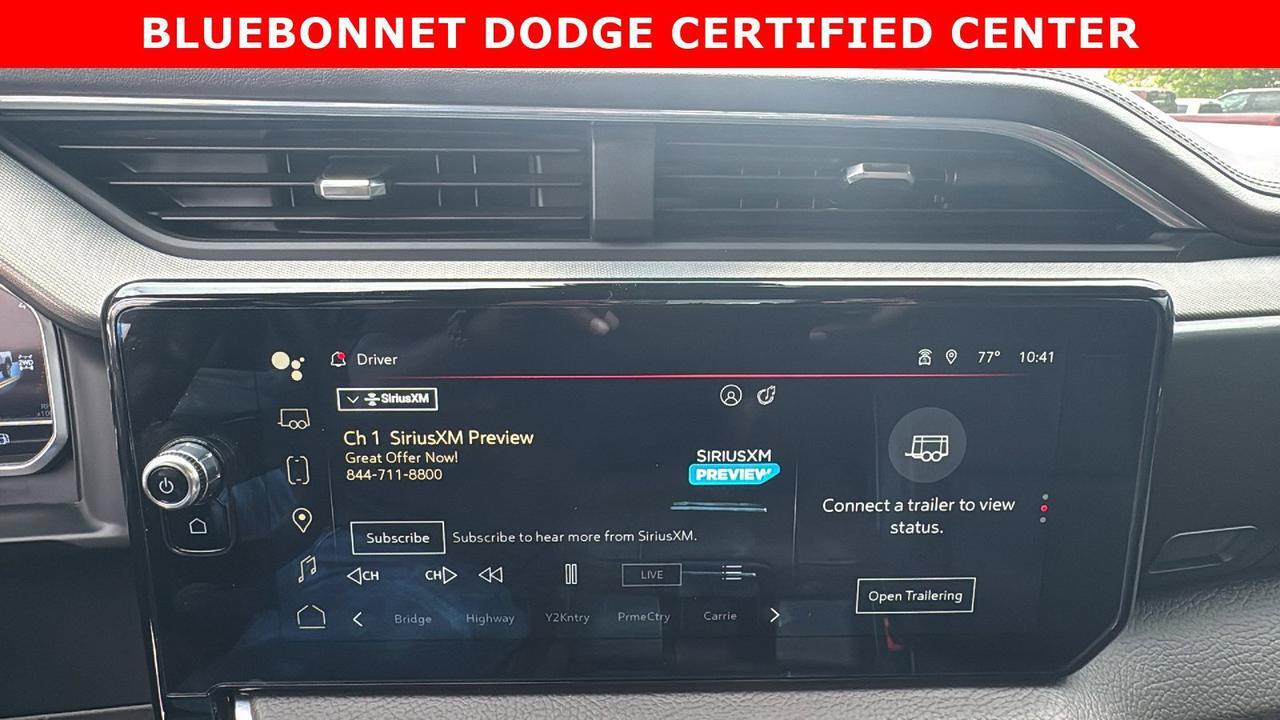 BLUEBONNET DODGE CERTIFIED CENTER
Driver
77° 10:41
SiriusXM
Ch 1 SiriusXM Preview
Great Offer Now!
844-711-8800
SIRIUSXM
PREVIEW
Connect a trailer to view
status.
Subscribe
Subscribe to hear more from SiriusXM.
CH
CH
LIVE
Open Trailering
Bridge
Highway
Y2Kntry
PrmeCtry
Carrie
2WD